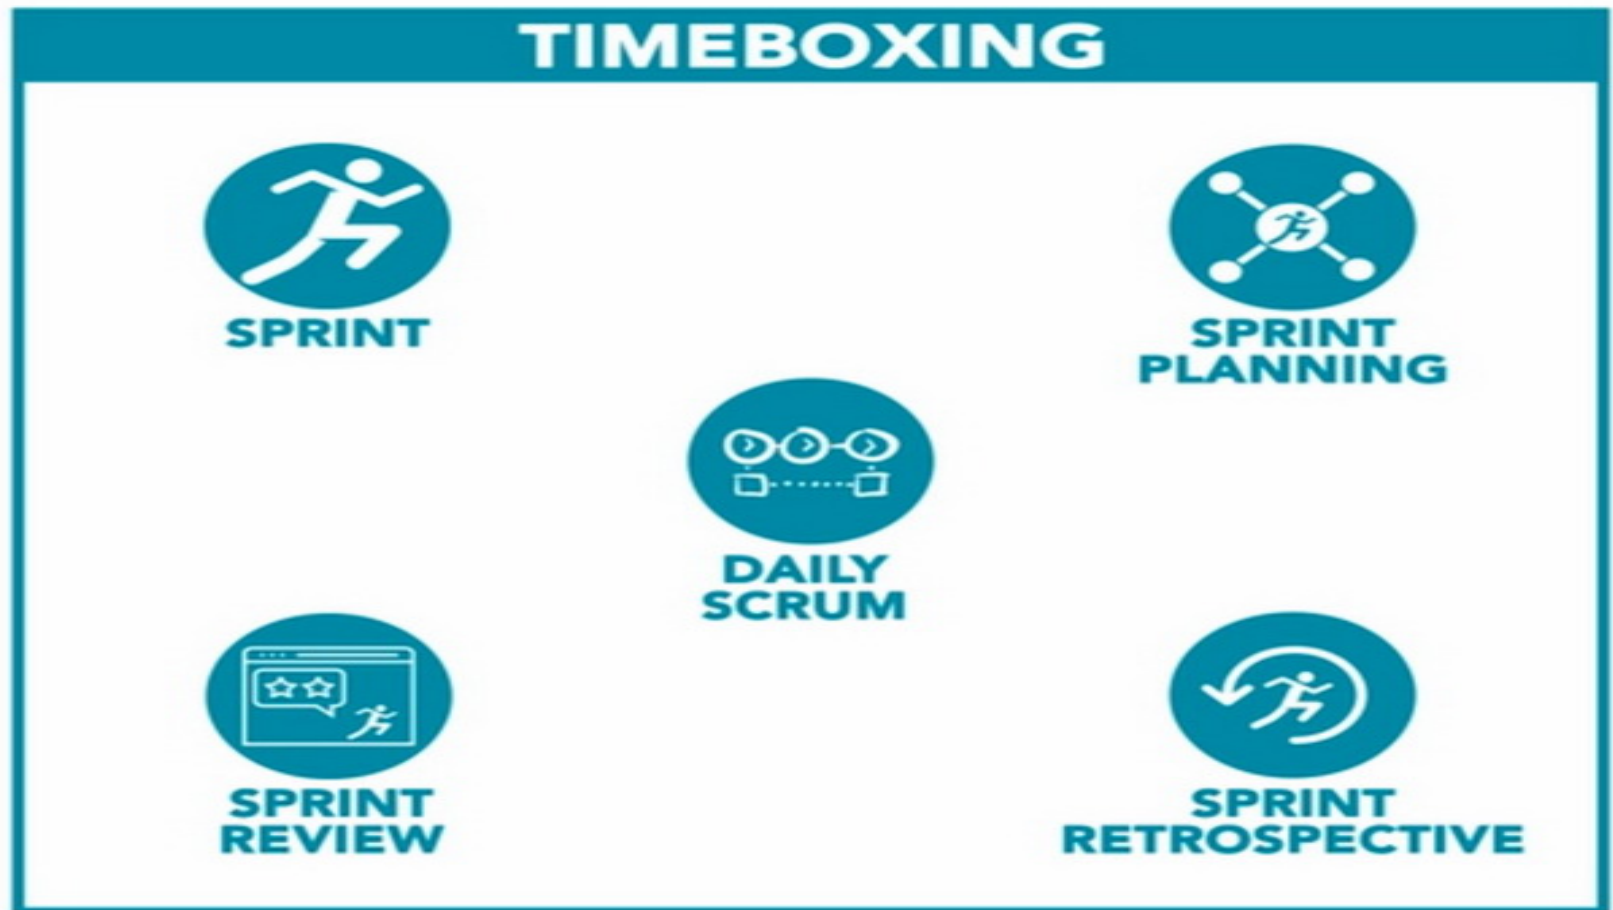 TIMEBOXING
SPRINT
SPRINT
PLANNING
DAILY
SCRUM
SPRINT
REVIEW
SPRINT
RETROSPECTIVE